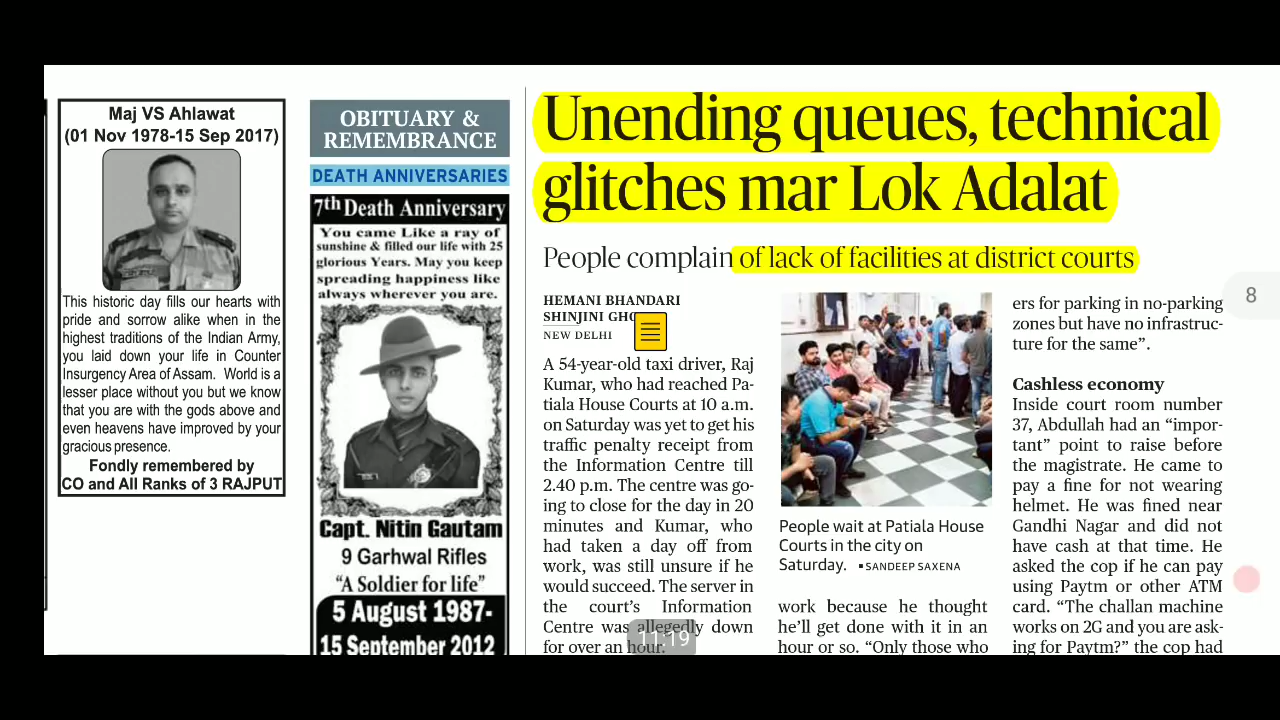 Maj VS Ahlawat
(01 Nov 1978-15 Sep 2017)
This historic day fills our hearts with
pride and sorrow alike when in the
highest traditions of the Indian Army,
you laid down your life in Counter
Insurgency Area of Assam. World is a
lesser place without you but we know
that you are with the gods above and
even heavens have improved by your
gracious presence.
Fondly remembered by
CO and All Ranks of 3 RAJPUT
OBITUARY &
REMEMBRANCE
DEATH ANNIVERSARIES
7th Death Anniversary
You came Like a ray of
sunshine & filled our life with 25
glorious Years. May you keep
spreading happiness like
always wherever you are.
Capt. Nitin Gautam
9 Garhwal Rifles
“A Soldier for life”
5 August 1987-
15 September 2012
Unending queues, technical
glitches mar Lok Adalat
People complain of lack of facilities at district courts
HEMANI BHANDARI
SHINJINI
NEW DELHI
A 54-year-old taxi driver, Raj
Kumar, who had reached Pa-
tiala House Courts at 10 a.m.
on Saturday was yet to get his
traffic penalty receipt from
the Information Centre till
2.40 p.m. The centre was go-
ing to close for the day in 20
minutes and Kumar, who
had taken a day off from
work, was still unsure if he
would succeed. The server in
the court’s Information
Centre was allegedly down
for over an hour.
11:19
People wait at Patiala House
Courts in the city on
Saturday. ▪SANDEEP SAXENA
work because he thought
he’ll get done with it in an
hour or so. “Only those who
ers for parking in no-parking
zones but have no infrastruc-
ture for the same”.
Cashless economy
Inside court room number
37, Abdullah had an “impor-
tant” point to raise before
the magistrate. He came to
pay a fine for not wearing
helmet. He was fined near
Gandhi Nagar and did not
have cash at that time. He
asked the cop if he can pay
using Paytm or other ATM
card. “The challan machine
works on 2G and you are ask-
ing for Paytm?” the cop had
8